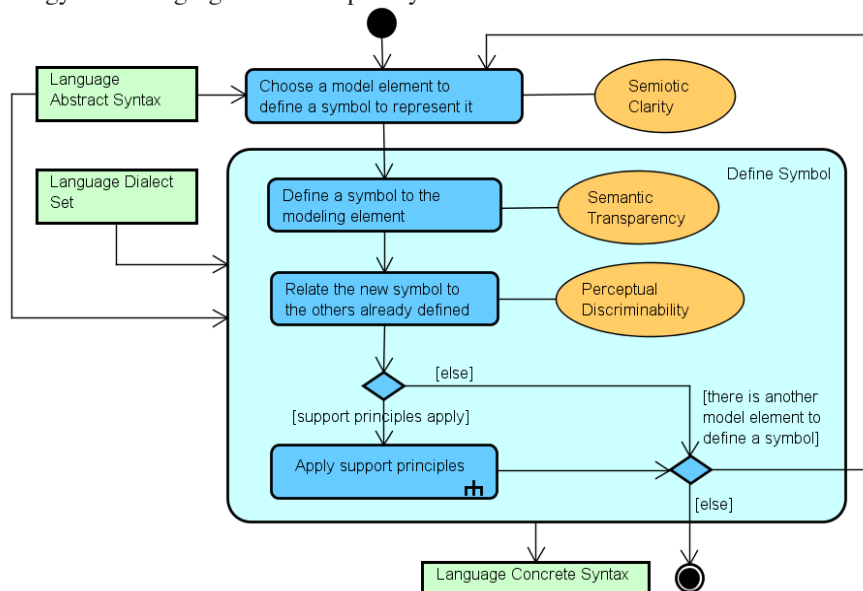 Language
Abstract Syntax
Choose a model element to
define a symbol to represent it
Semiotic
Clarity
Language Dialect
Set
Define Symbol
Define a symbol to the
modeling element
Semantic
Transparency
Relate the new symbol to
the others already defined
Perceptual
Discriminability
[else]
[there is another
model element to
define a symbol]
[support principles apply]
Apply support principles
[else]
Language Concrete Syntax